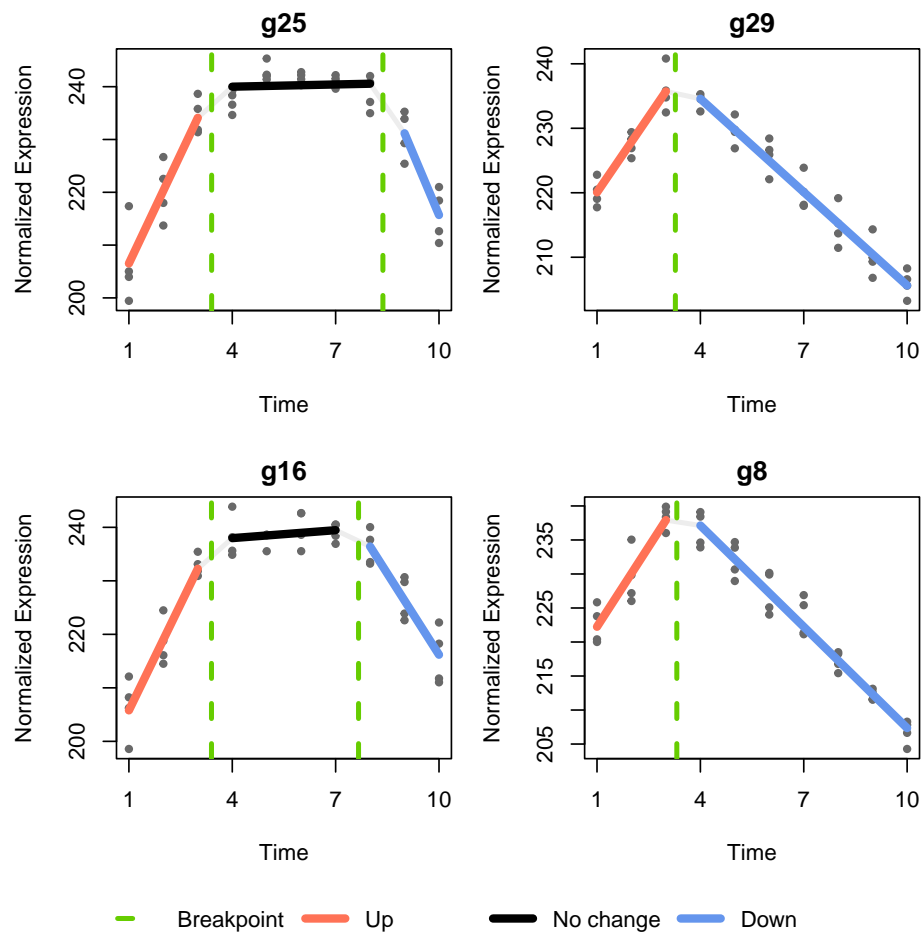 g25
240
220
200
Normalized Expression
1 4 7 10
Time
g29
240
230
220
210
Normalized Expression
1 4 7 10
Time
g16
240
220
200
Normalized Expression
1 4 7 10
Time
g8
235
225
215
205
Normalized Expression
1 4 7 10
Time
Breakpoint Up No change Down